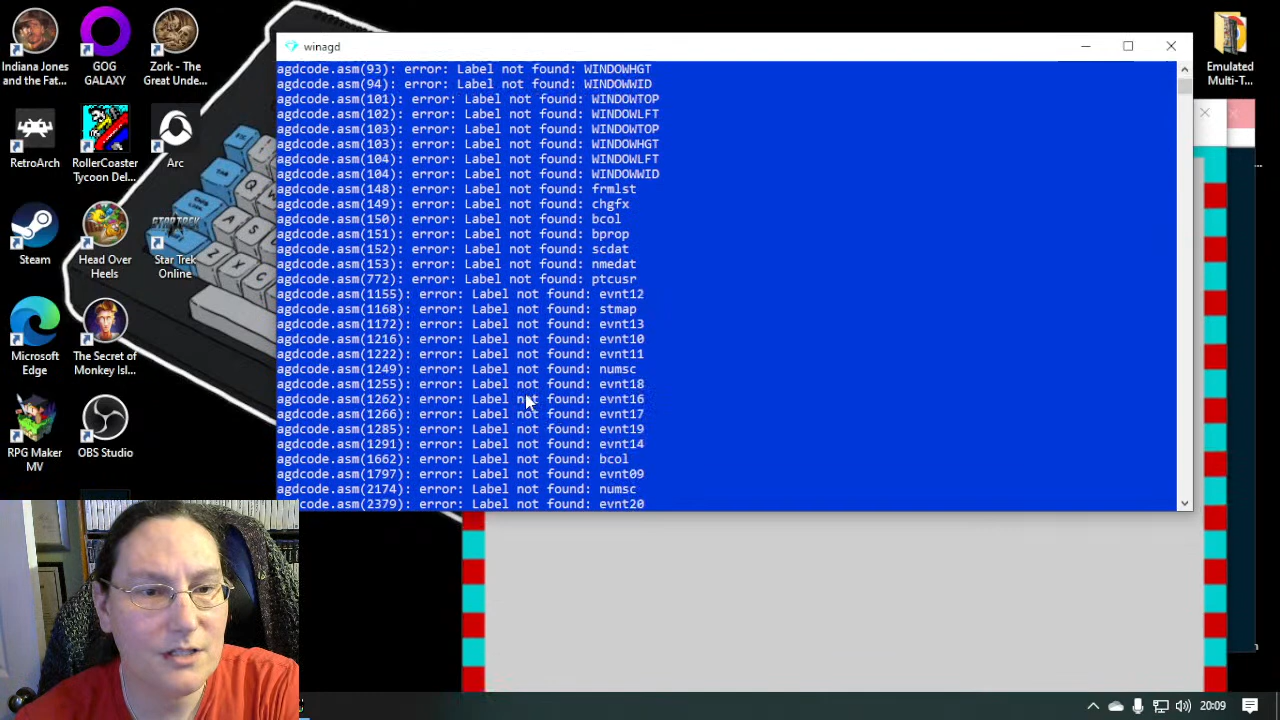 Indiana Jones
and the Fat...
GOG
GALAXY
Zork - The
Great Unde...
RetroArch
RollerCoaster
Tycoon Del...
Arc
Steam
Head Over
Heels
STAR TREK
Star Trek
Online
Microsoft
Edge
The Secret of
Monkey Isl...
RPG Maker
MV
OBS Studio
Emulated
Multi-T...
winagd
agdcode.asm(93): error: Label not found: WINDOWHGT
agdcode.asm(94): error: Label not found: WINDOWWID
agdcode.asm(101): error: Label not found: WINDOWTOP
agdcode.asm(102): error: Label not found: WINDOWLFT
agdcode.asm(103): error: Label not found: WINDOWTOP
agdcode.asm(103): error: Label not found: WINDOWHGT
agdcode.asm(104): error: Label not found: WINDOWLFT
agdcode.asm(104): error: Label not found: WINDOWWID
agdcode.asm(148): error: Label not found: frmlst
agdcode.asm(149): error: Label not found: chgfx
agdcode.asm(150): error: Label not found: bcol
agdcode.asm(151): error: Label not found: bprop
agdcode.asm(152): error: Label not found: scdat
agdcode.asm(153): error: Label not found: nmedat
agdcode.asm(772): error: Label not found: ptcusr
agdcode.asm(1155): error: Label not found: evnt12
agdcode.asm(1168): error: Label not found: stmap
agdcode.asm(1172): error: Label not found: evnt13
agdcode.asm(1216): error: Label not found: evnt10
agdcode.asm(1222): error: Label not found: evnt11
agdcode.asm(1249): error: Label not found: numsc
agdcode.asm(1255): error: Label not found: evnt18
agdcode.asm(1262): error: Label not found: evnt16
agdcode.asm(1266): error: Label not found: evnt17
agdcode.asm(1285): error: Label not found: evnt19
agdcode.asm(1291): error: Label not found: evnt14
agdcode.asm(1662): error: Label not found: bcol
agdcode.asm(1797): error: Label not found: evnt09
agdcode.asm(2174): error: Label not found: numsc
dcode.asm(2379): error: Label not found: evnt20
20:09